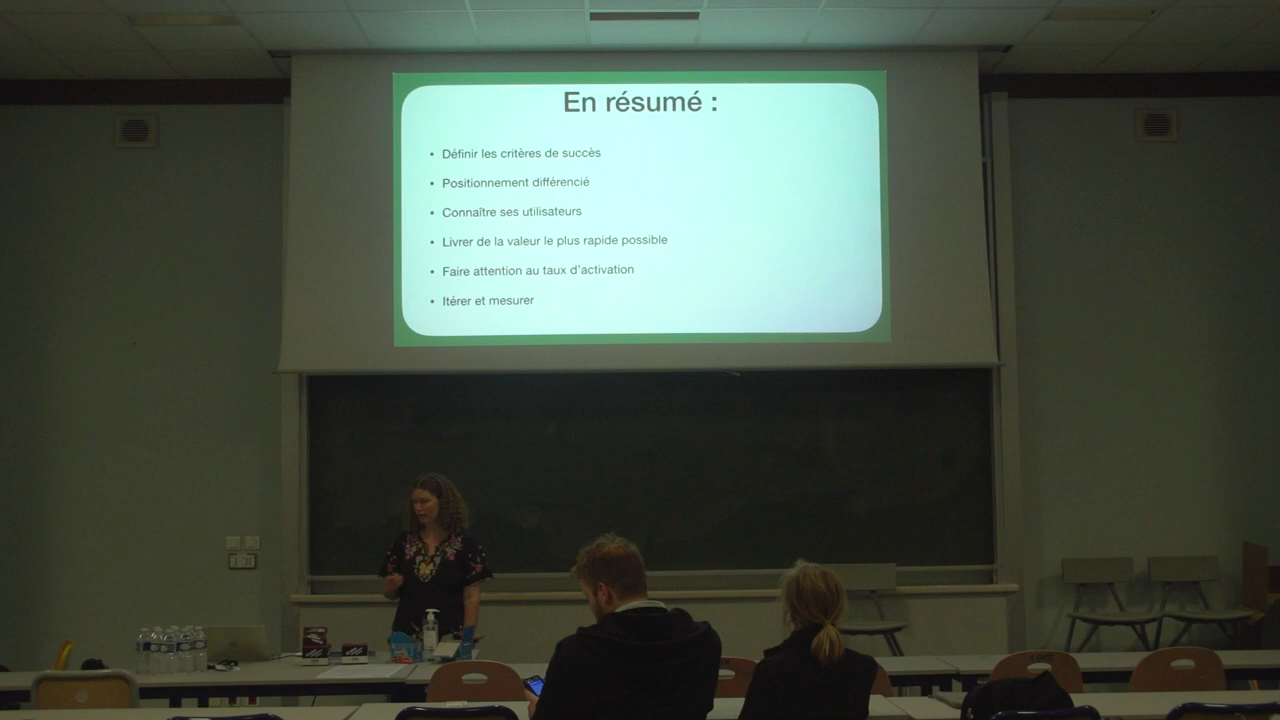 En résumé :
• Définir les critères de succès
• Positionnement différencié
• Connaître ses utilisateurs
• Livrer de la valeur le plus rapide possible
• Faire attention au taux d'activation
• Itérer et mesurer